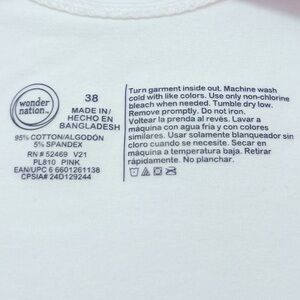 wonder
nation™
38
MADE IN/
HECHO EN
BANGLADESH
95% COTTON/ALGODÓN
5% SPANDEX
RN # 52469 V21
PL810 PINK
EAN/UPC 6 6601261138
CPSIA# 24D129244
Turn garment inside out. Machine wash
cold with like colors. Use only non-chlorine
bleach when needed. Tumble dry low.
Remove promptly. Do not iron.
Voltear la prenda al revés. Lavar a
máquina con agua fria y con colores
similares. Usar solamente blanqueador sin
cloro cuando se necesite. Secar en
máquina a temperatura baja. Retirar
rápidamente. No planchar.